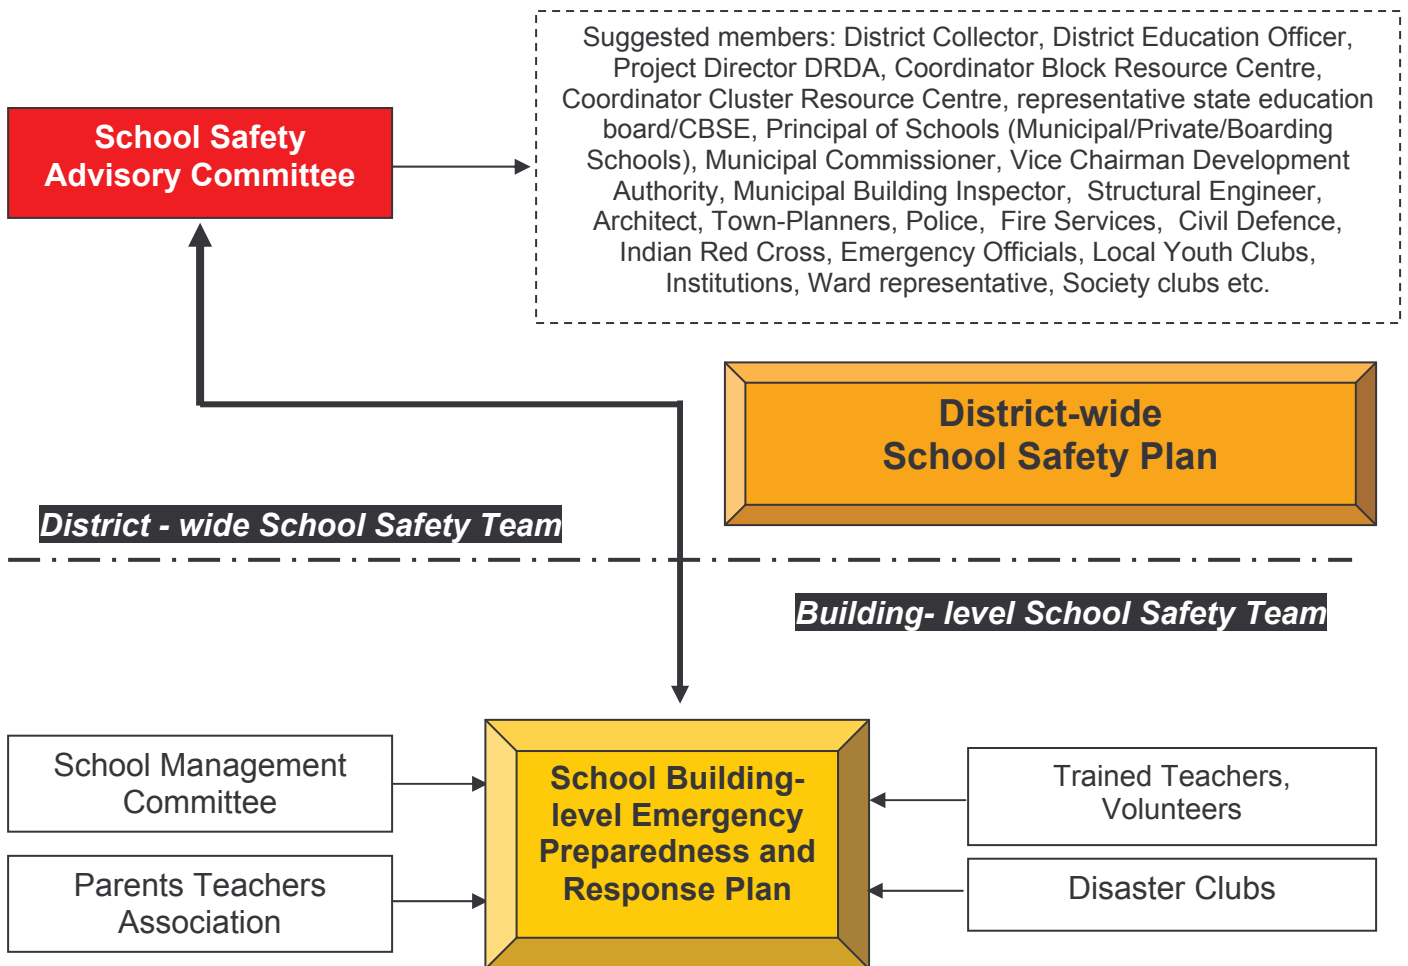 Suggested members: District Collector, District Education Officer,
Project Director DRDA, Coordinator Block Resource Centre,
Coordinator Cluster Resource Centre, representative state education
board/CBSE, Principal of Schools (Municipal/Private/Boarding
Schools), Municipal Commissioner, Vice Chairman Development
Authority, Municipal Building Inspector, Structural Engineer,
Architect, Town-Planners, Police, Fire Services, Civil Defence,
Indian Red Cross, Emergency Officials, Local Youth Clubs,
Institutions, Ward representative, Society clubs etc.
School Safety
Advisory Committee
District-wide
School Safety Plan
District - wide School Safety Team
Building- level School Safety Team
School Management
Committee
Parents Teachers
Association
School Building-
level Emergency
Preparedness and
Response Plan
Trained Teachers,
Volunteers
Disaster Clubs